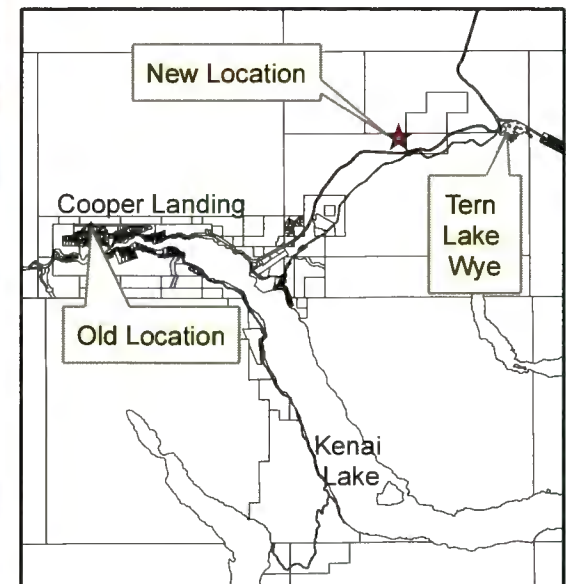 New Location
Cooper Landing
Tern
Lake
Wye
Old Location
Kenai
Lake